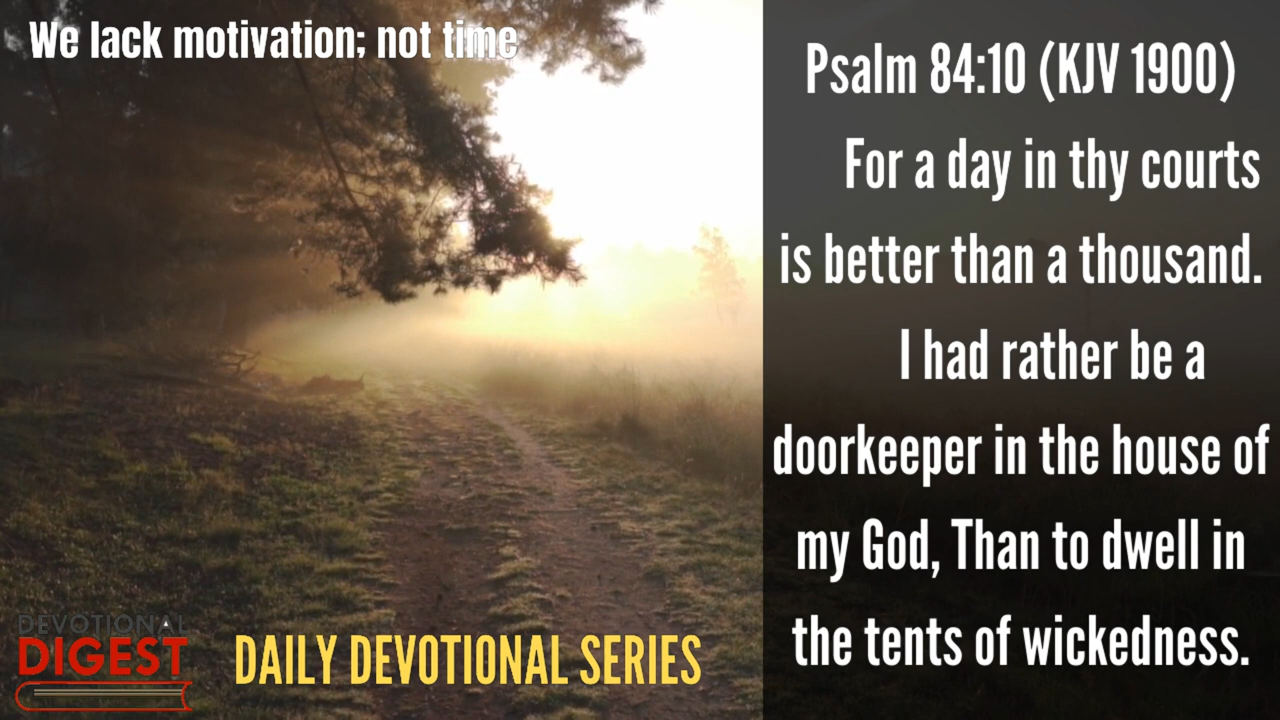 We lack motivation; not time
Psalm 84:10 (KJV 1900)
For a day in thy courts
is better than a thousand.
I had rather be a
doorkeeper in the house of
my God, Than to dwell in
the tents of wickedness.
DEVOTIONAL
DIGEST
DAILY DEVOTIONAL SERIES